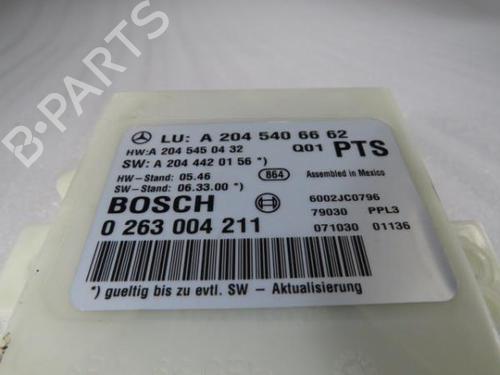 LU: A 204 540 66 62
HW:A 204 545 04 32 Q01 PTS
SW: A 204 442 01 56 *)
HW-Stand: 05.46 864 Assembled in Mexico
SW-Stand: 06.33.00 *)
BOSCH 6002JC0796
79030 PPL3
0 263 004 211 071030 01136
*) gueltig bis zu evtl. SW - Aktualisierung
B-PARTS